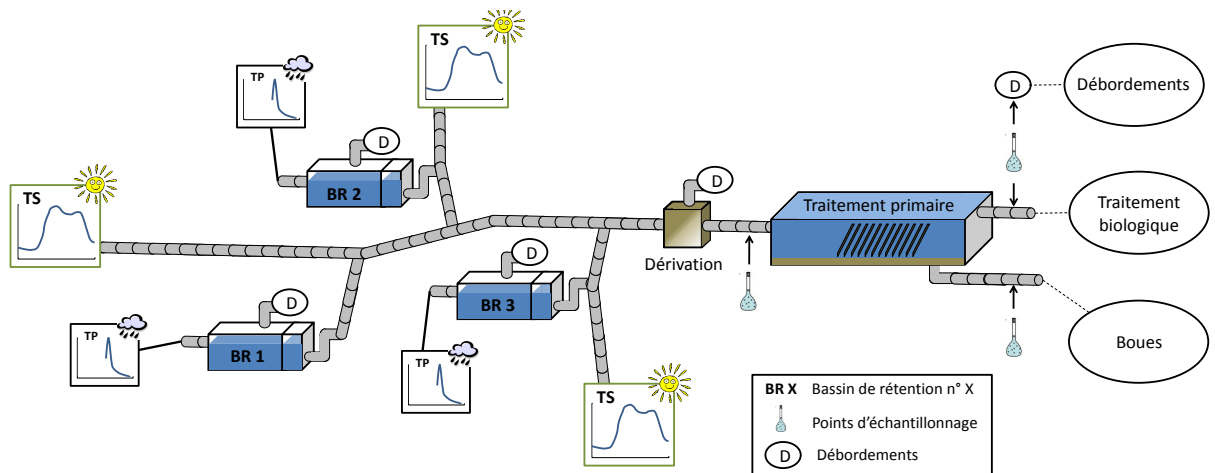 TS
TP
D
BR 2
TS
D
BR 1
TP
D
BR 3
TP
TS
D
Dérivation
Traitement primaire
D
Débordements
Traitement
biologique
Boues
BR X Bassin de rétention n° X
Points d'échantillonnage
D Débordements